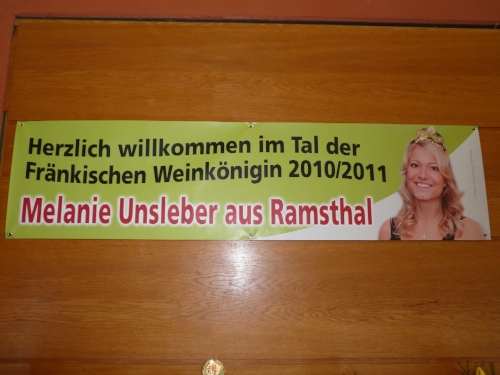 Herzlich willkommen im Tal der
Fränkischen Weinkönigin 2010/2011
Melanie Unsleber aus Ramsthal